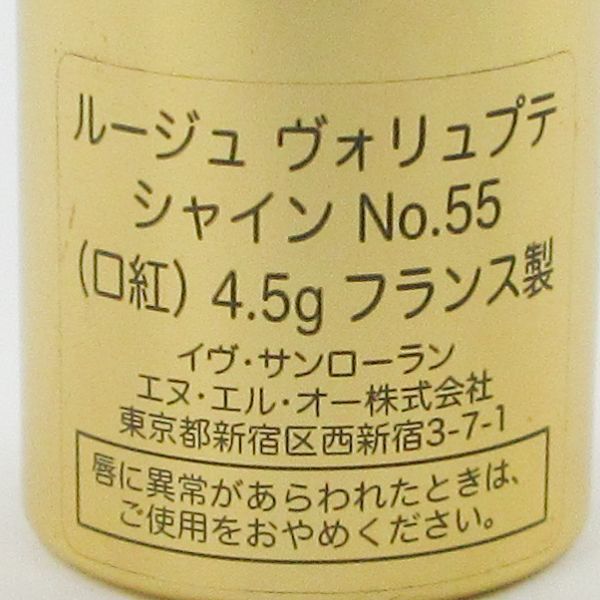 ルージュ ヴォリュプテ
シャイン No.55
(口紅) 4.5g フランス製
イヴ・サンローラン
エヌ・エル・オー株式会社
東京都新宿区西新宿3-7-1
唇に異常があらわれたときは、
ご使用をおやめください。